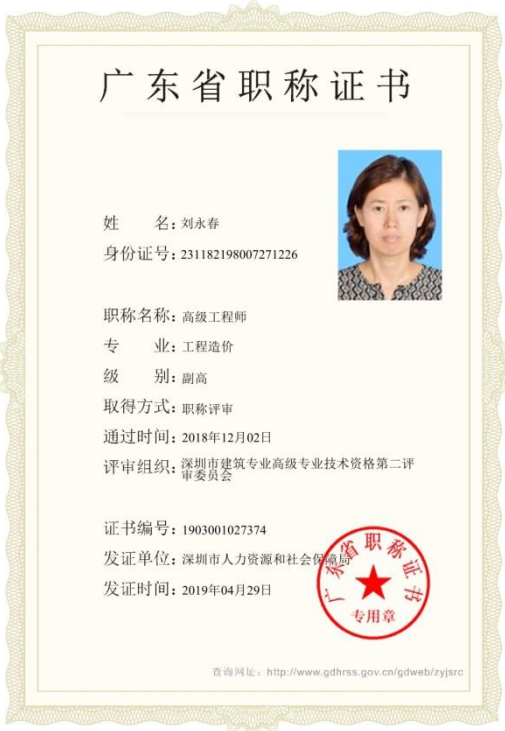 广东省职称证书
姓 名：刘永春
身份证号：231182198007271226
职称名称：高级工程师
专 业：工程造价
级 别：副高
取得方式：职称评审
通过时间：2018年12月02日
评审组织：深圳市建筑专业高级专业技术资格第二评
审委员会
证书编号：1903001027374
发证单位：深圳市人力资源和社会保障局
发证时间：2019年04月29日
广东省职称证书
专用章
查询网址：http://www.gdhrss.gov.cn/gdweb/zyjsrc